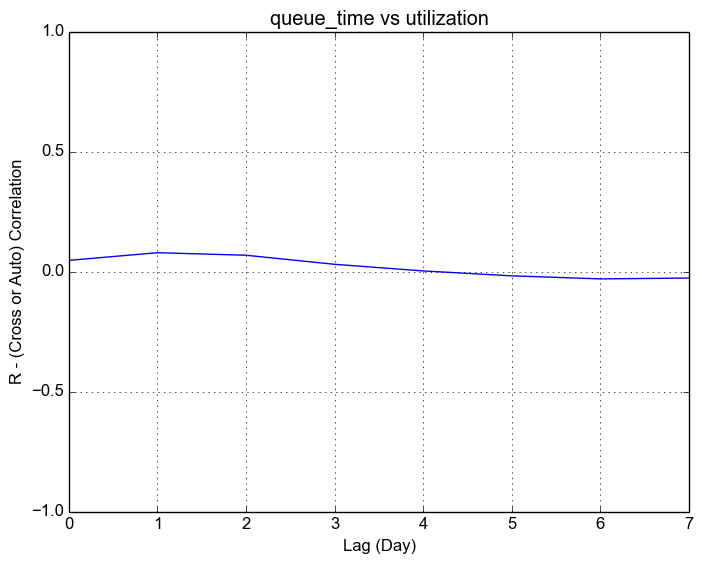 queue_time vs utilization
R - (Cross or Auto) Correlation
1.0
0.5
0.0
−0.5
−1.0
0 1 2 3 4 5 6 7
Lag (Day)